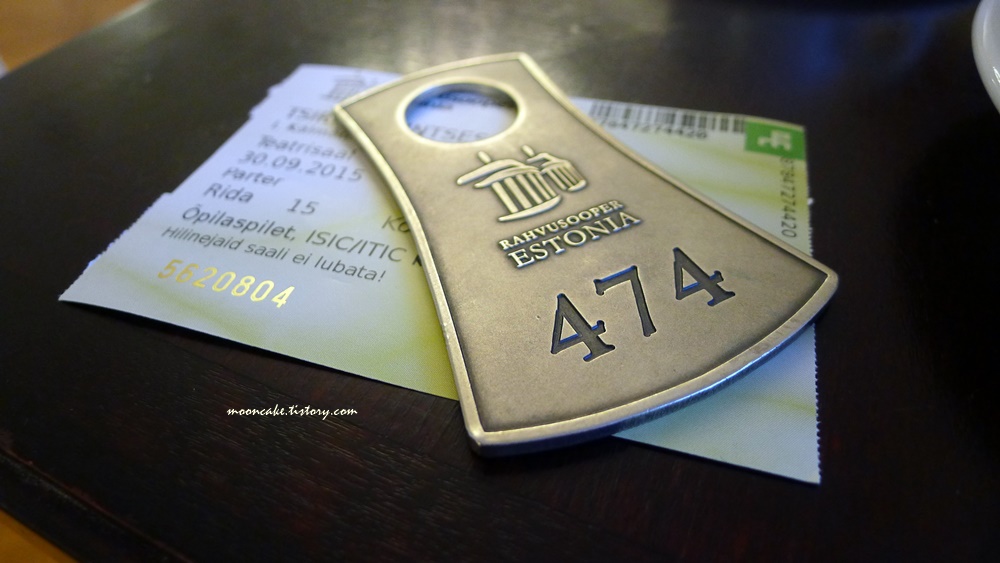 Teatrisaal
30.09.2015
Parter
Rida 15
Õpilaspilet, ISIC/ITIC
Hilinejaid saali ei lubata!
5620804
RAHVUSOOPER
ESTONIA
474
mooncake.tistory.com